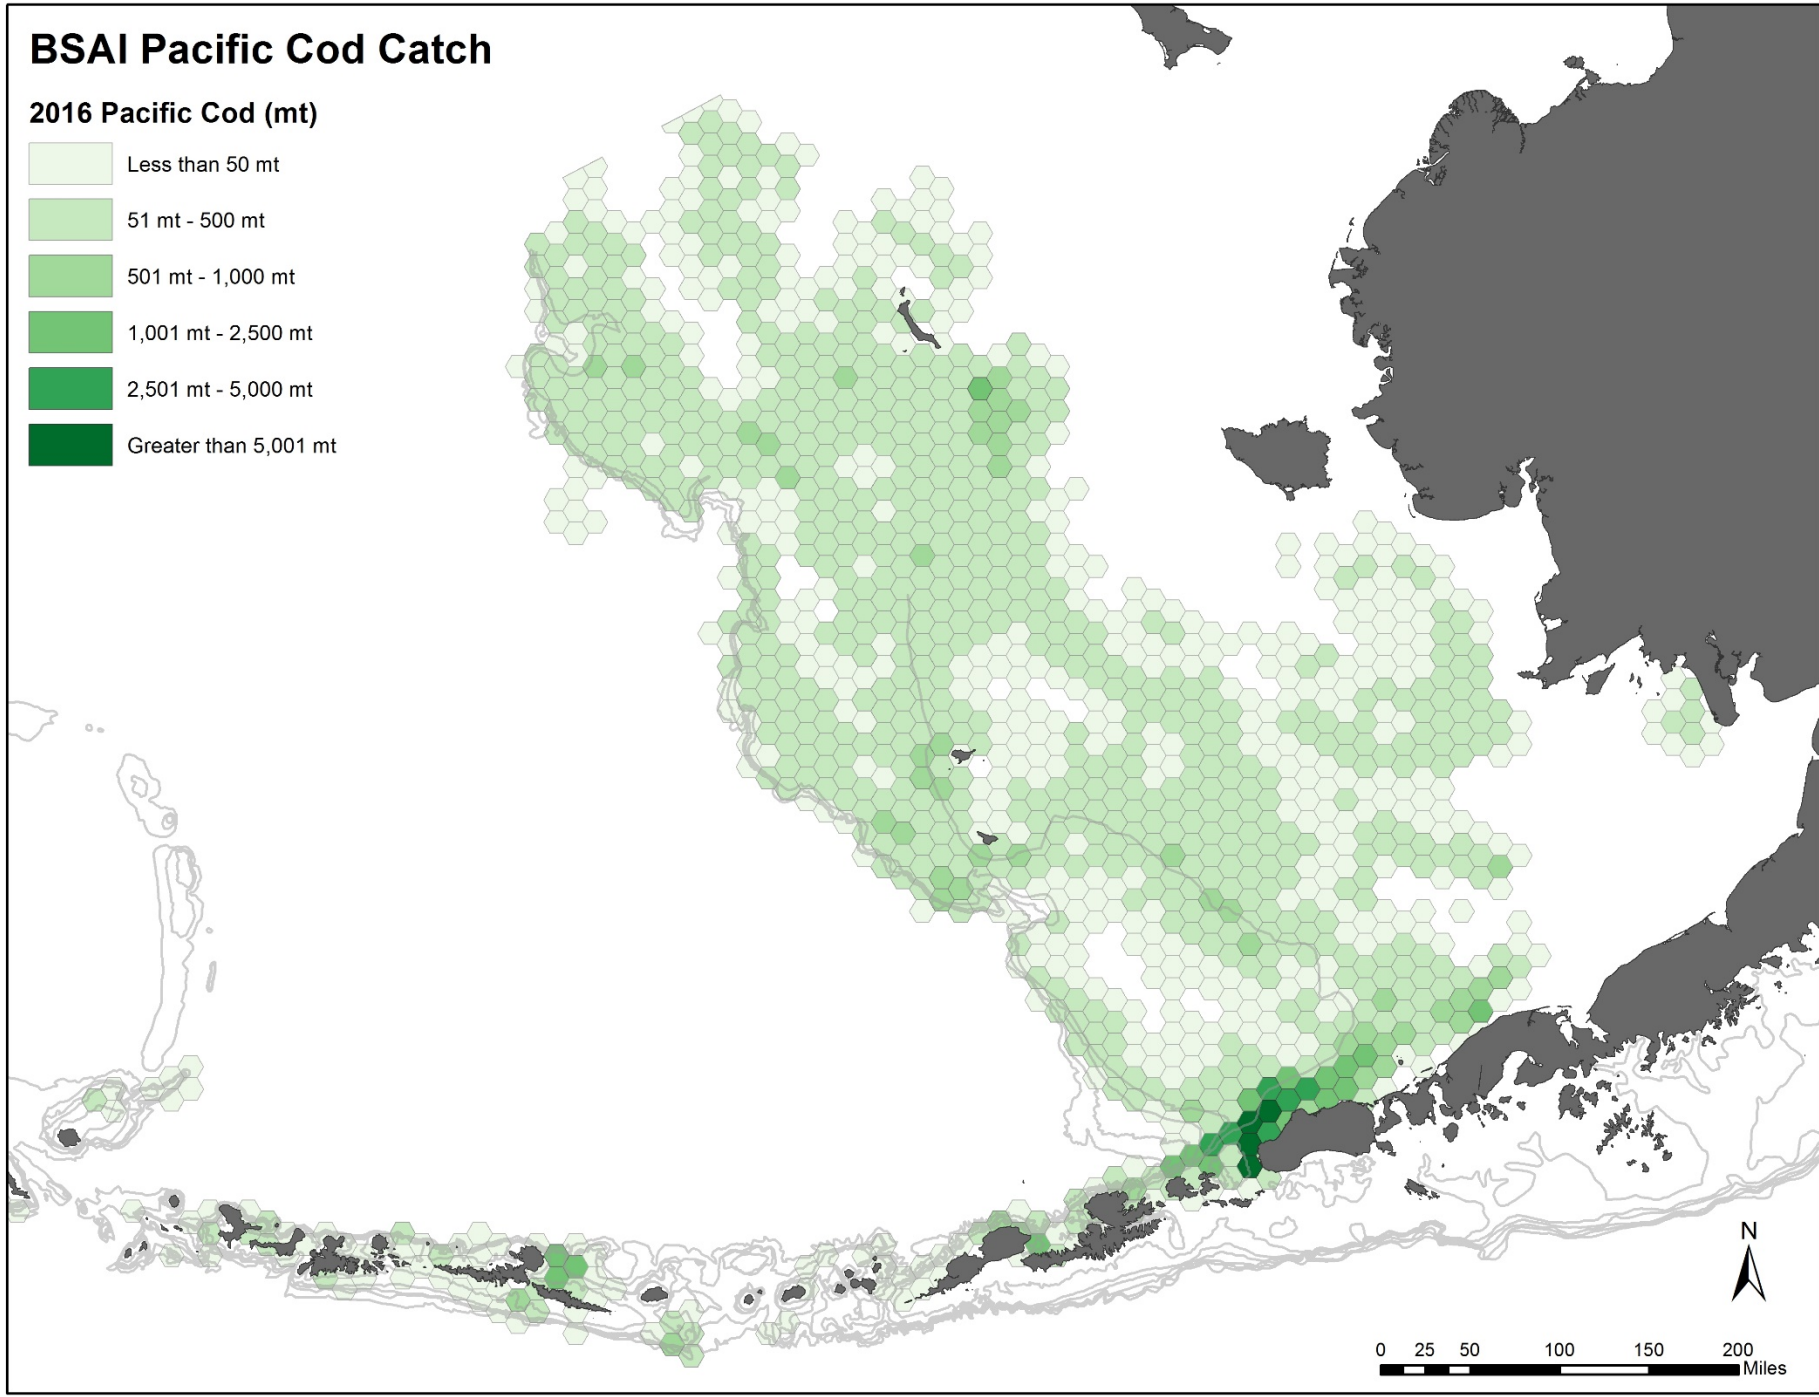 BSAI Pacific Cod Catch
2016 Pacific Cod (mt)
Less than 50 mt
51 mt - 500 mt
501 mt - 1,000 mt
1,001 mt - 2,500 mt
2,501 mt - 5,000 mt
Greater than 5,001 mt
N
0 25 50 100 150 200
Miles